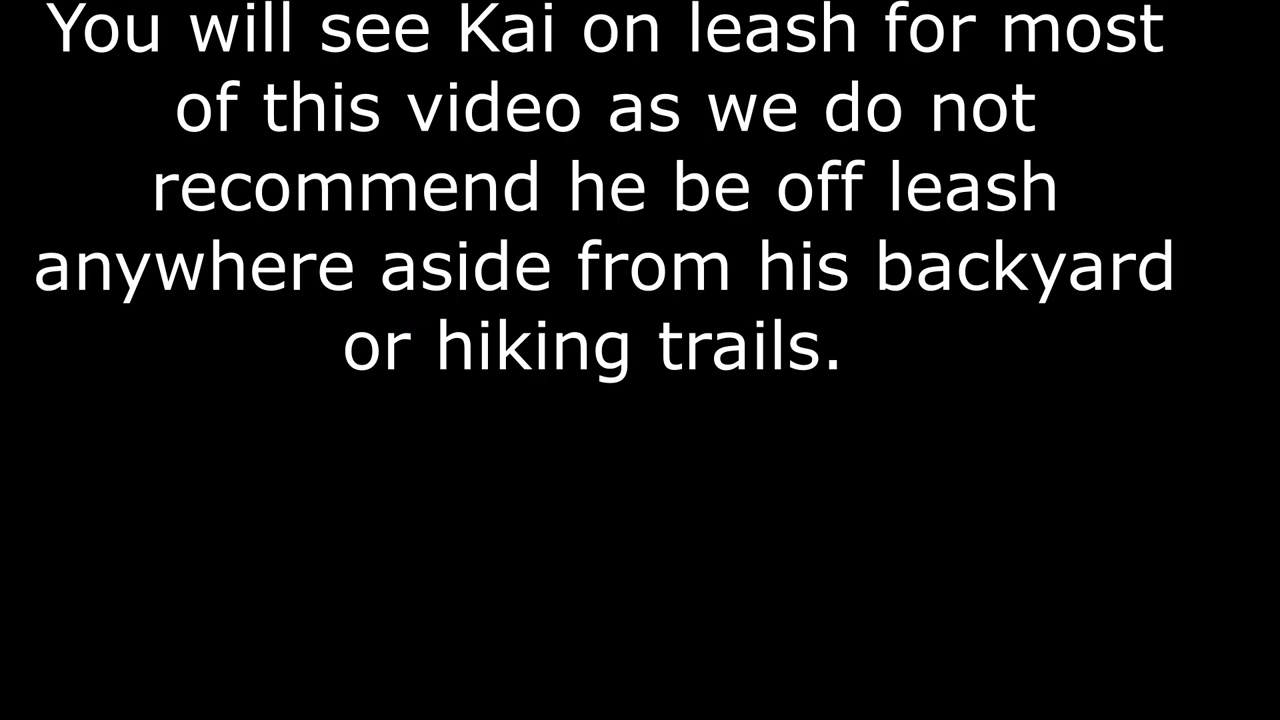 You will see Kai on leash for most
of this video as we do not
recommend he be off leash
anywhere aside from his backyard
or hiking trails.